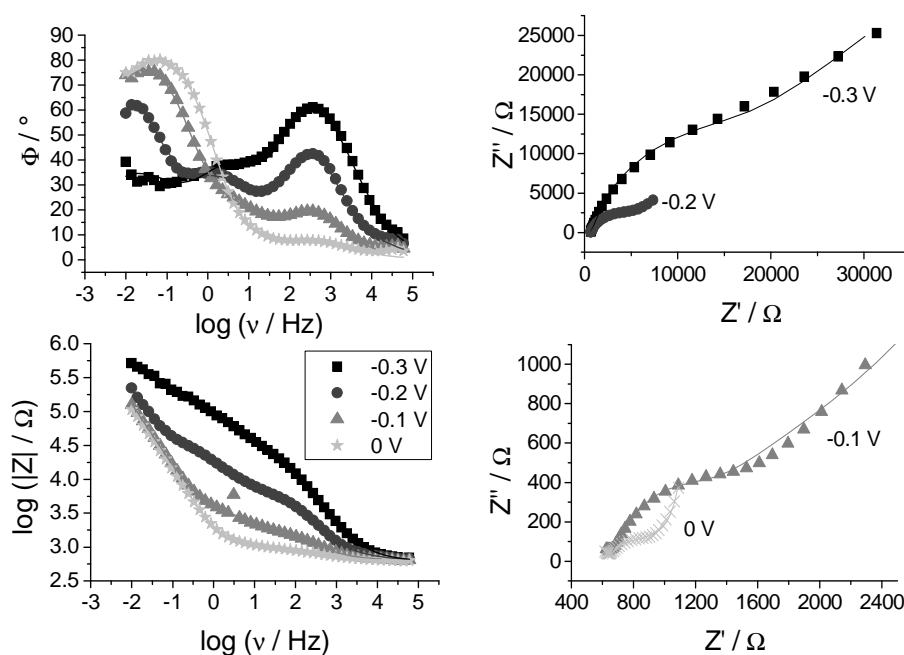 Φ / °
90
80
70
60
50
40
30
20
10
0
-3 -2 -1 0 1 2 3 4 5
log (ν / Hz)
Z'' / Ω
25000
20000
15000
10000
5000
0
-0.3 V
-0.2 V
0 10000 20000 30000
Z' / Ω
log (|Z| / Ω)
6.0
5.5
5.0
4.5
4.0
3.5
3.0
2.5
-0.3 V
-0.2 V
-0.1 V
0 V
-2 -1 0 1 2 3 4 5
log (ν / Hz)
Z'' / Ω
1000
800
600
400
200
0
-0.1 V
0 V
400 800 1200 1600 2000 2400
Z' / Ω